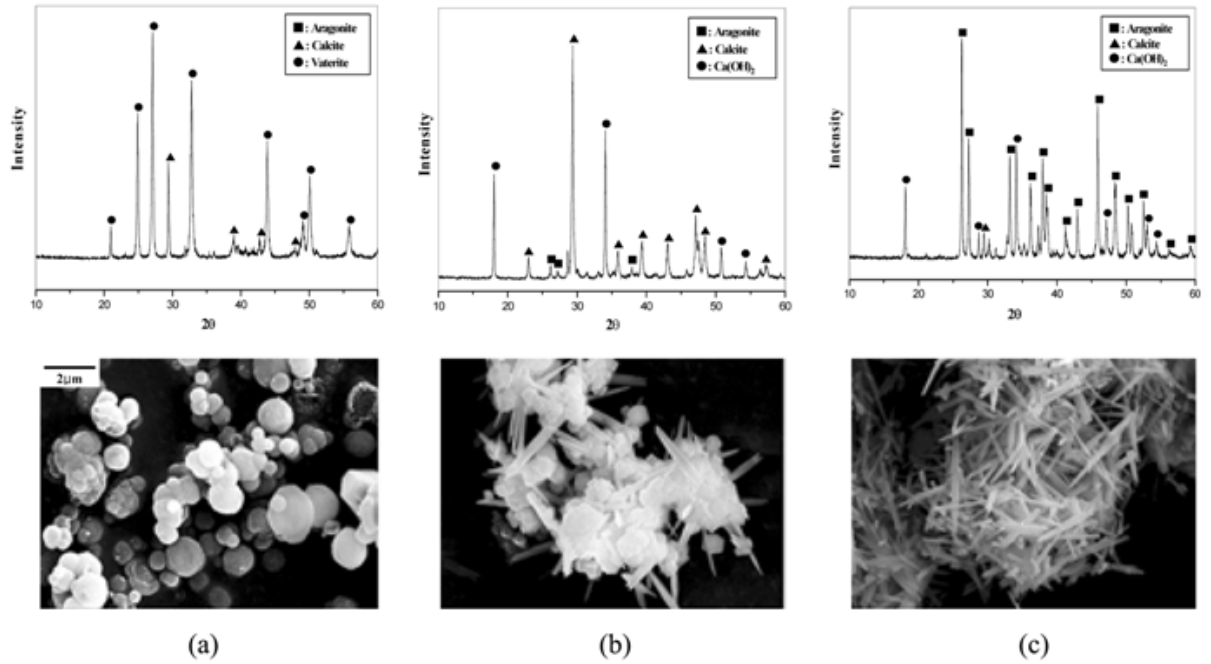 ■: Aragonite
▲: Calcite
●: Vaterite
Intensity
10 20 30 40 50 60
2θ
■: Aragonite
▲: Calcite
●: Ca(OH)₂
Intensity
10 20 30 40 50 60
2θ
■: Aragonite
▲: Calcite
●: Ca(OH)₂
Intensity
10 20 30 40 50 60
2θ
2μm
(a)
(b)
(c)